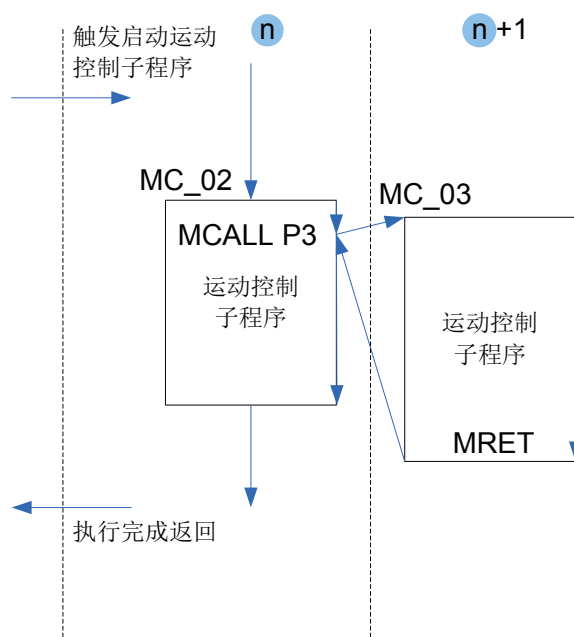 触发启动运动
控制子程序
n
n+1
MC_02
MC_03
MCALL P3
运动控制
子程序
运动控制
子程序
MRET
执行完成返回